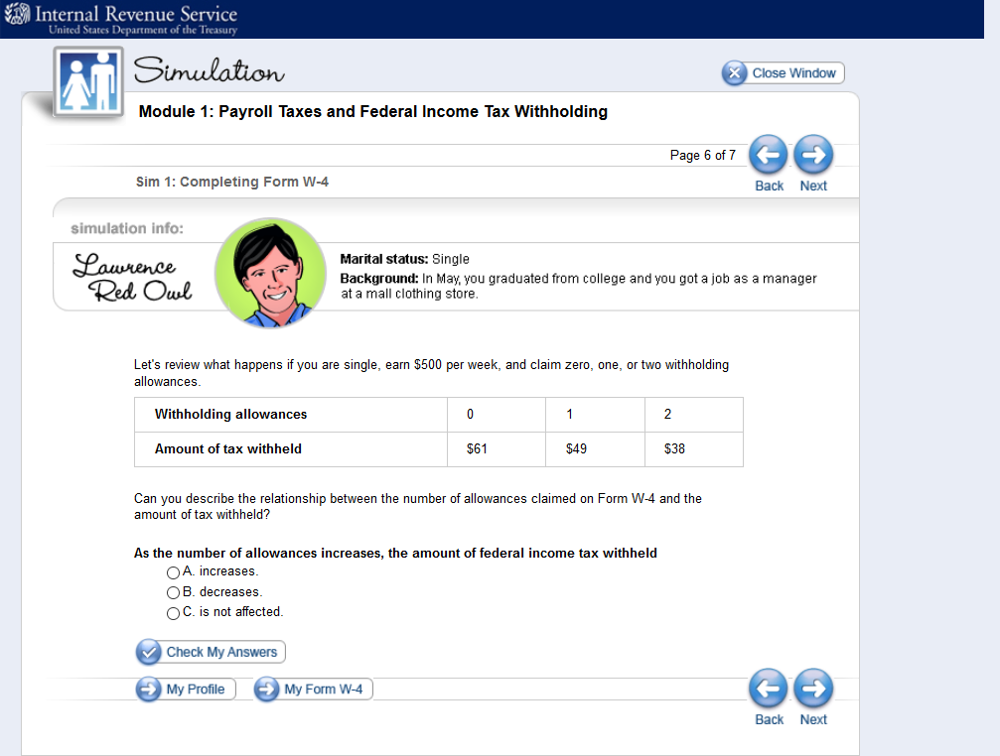 Internal Revenue Service
United States Department of the Treasury
Simulation
Close Window
Module 1: Payroll Taxes and Federal Income Tax Withholding
Page 6 of 7
Back Next
Sim 1: Completing Form W-4
simulation info:
Lawrence
Red Owl
Marital status: Single
Background: In May, you graduated from college and you got a job as a manager
at a mall clothing store.
Let's review what happens if you are single, earn $500 per week, and claim zero, one, or two withholding
allowances.
Withholding allowances 0 1 2
Amount of tax withheld $61 $49 $38
Can you describe the relationship between the number of allowances claimed on Form W-4 and the
amount of tax withheld?
As the number of allowances increases, the amount of federal income tax withheld
A. increases.
B. decreases.
C. is not affected.
Check My Answers
My Profile My Form W-4
Back Next